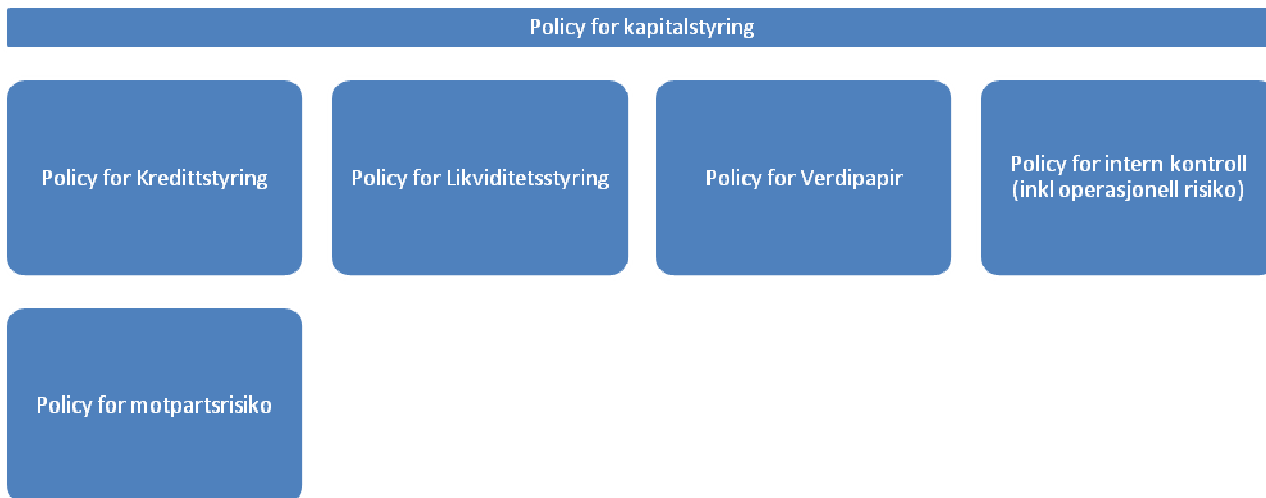 Policy for kapitalstyring
Policy for Kredittstyring
Policy for Likviditetsstyring
Policy for Verdipapir
Policy for intern kontroll
(inkl operasjonell risiko)
Policy for motpartsrisiko